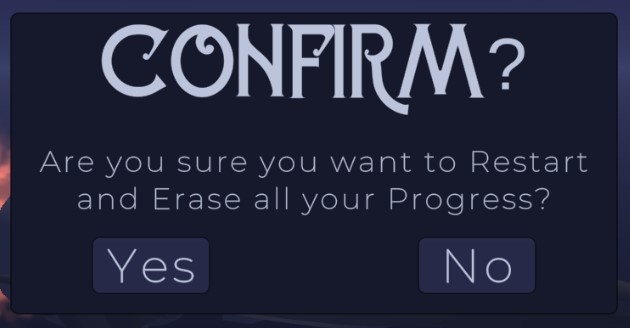 CONFIRM?
Are you sure you want to Restart
and Erase all your Progress?
Yes
No